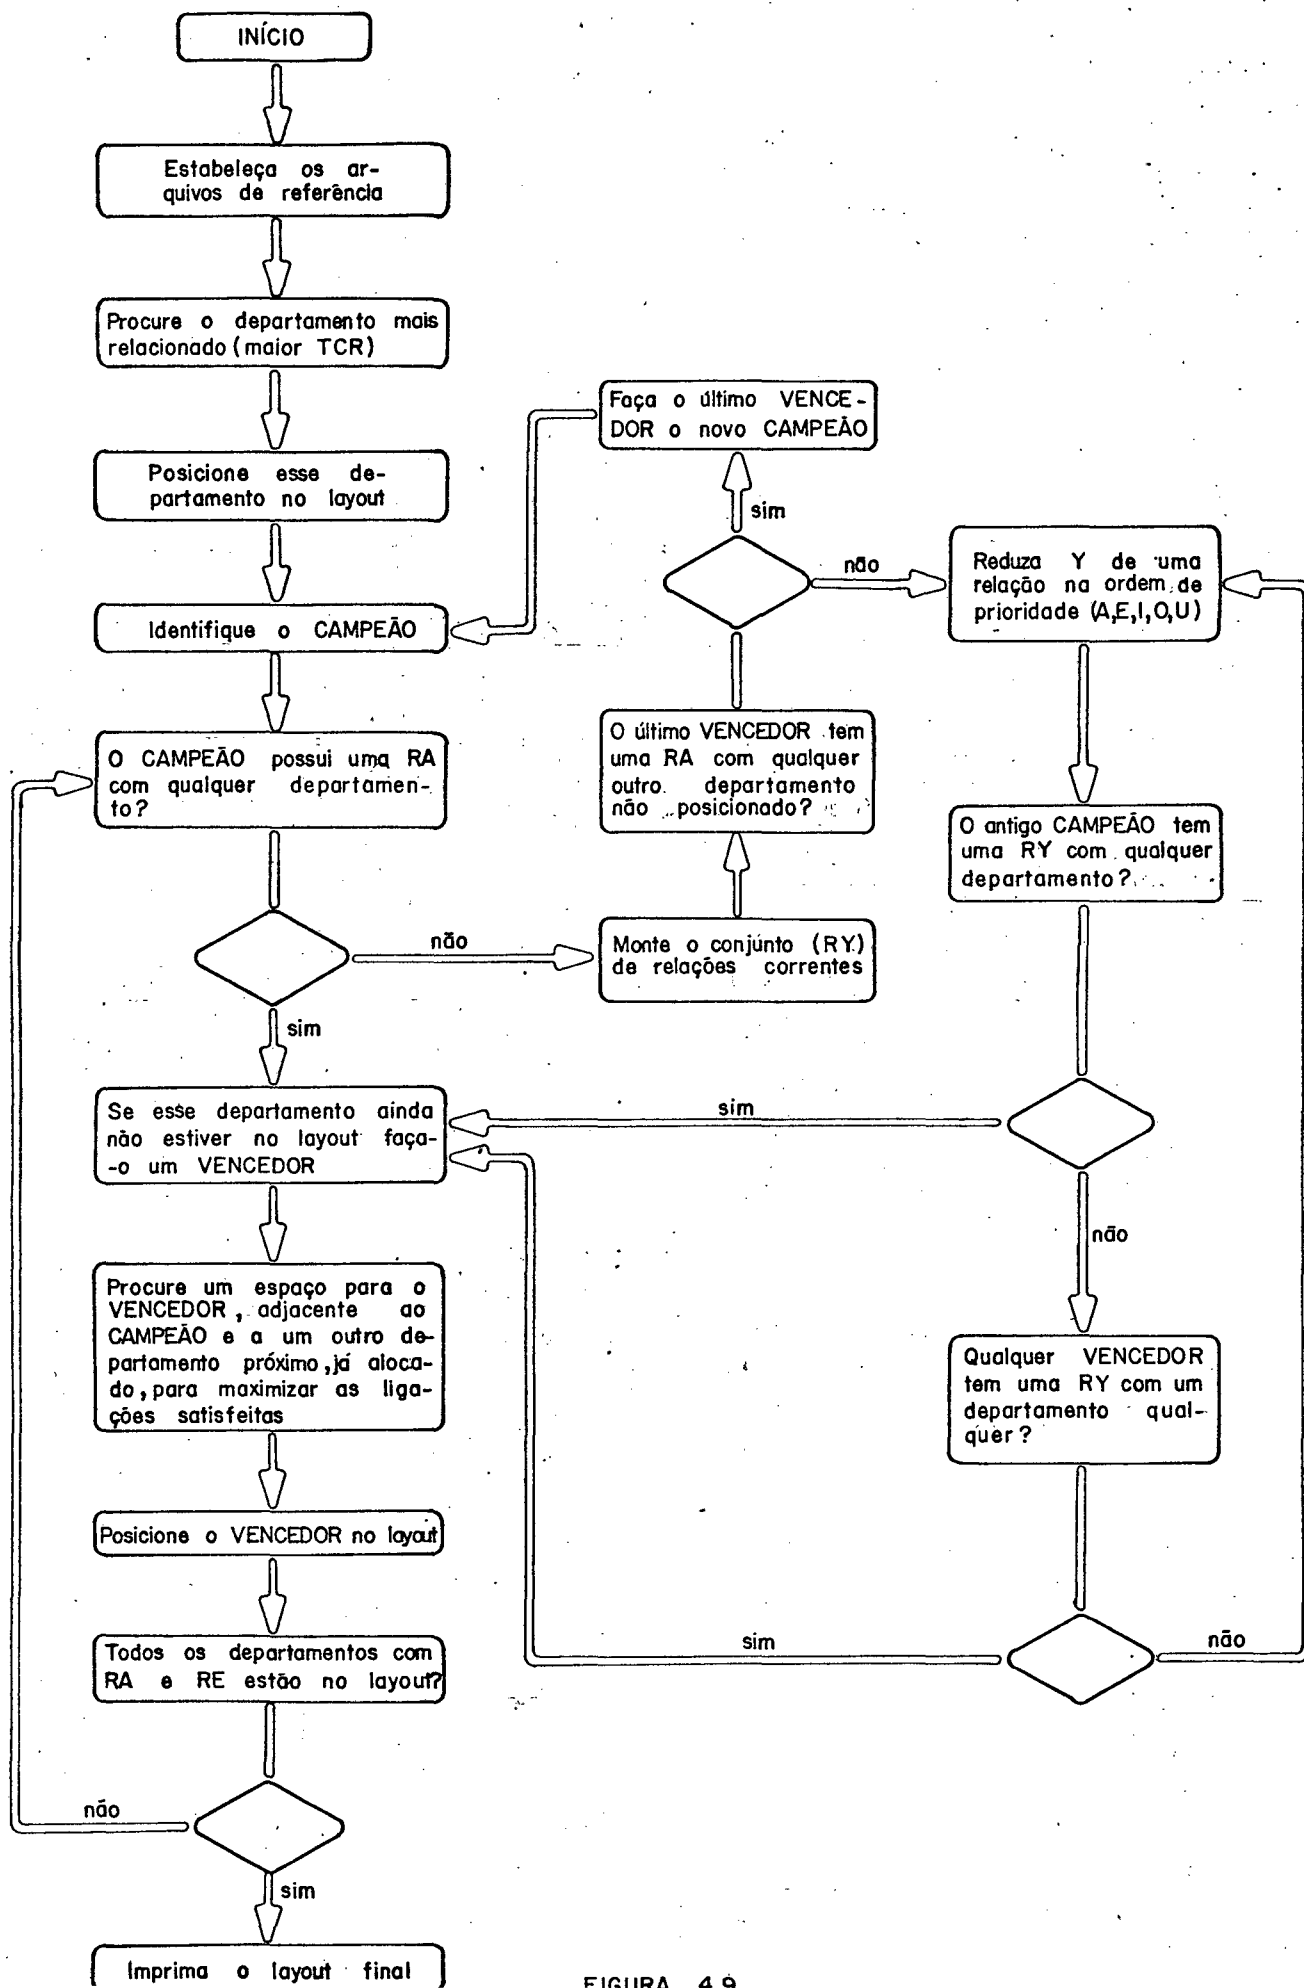 INÍCIO
Estabeleça os ar-
quivos de referência
Procure o departamento mais
relacionado (maior TCR)
Posicione esse de-
partamento no layout
Identifique o CAMPEÃO
O CAMPEÃO possui uma RA
com qualquer departamen-
to?
não
sim
Se esse departamento ainda
não estiver no layout faça-
-o um VENCEDOR
Procure um espaço para o
VENCEDOR, adjacente ao
CAMPEÃO e a um outro de-
partamento próximo, já aloca-
do, para maximizar as liga-
ções satisfeitas
Posicione o VENCEDOR no layout
Todos os departamentos com
RA e RE estão no layout?
não
sim
Imprima o layout final
Faça o último VENCE-
DOR o novo CAMPEÃO
sim
não
O último VENCEDOR tem
uma RA com qualquer
outro departamento
não posicionado?
Monte o conjúnto (RY)
de relações correntes
Reduza Y de uma
relação na ordem de
prioridade (A,E,I,O,U)
O antigo CAMPEÃO tem
uma RY com qualquer
departamento?
sim
não
Qualquer VENCEDOR
tem uma RY com um
departamento qual-
quer?
sim
não
FIGURA 4.9